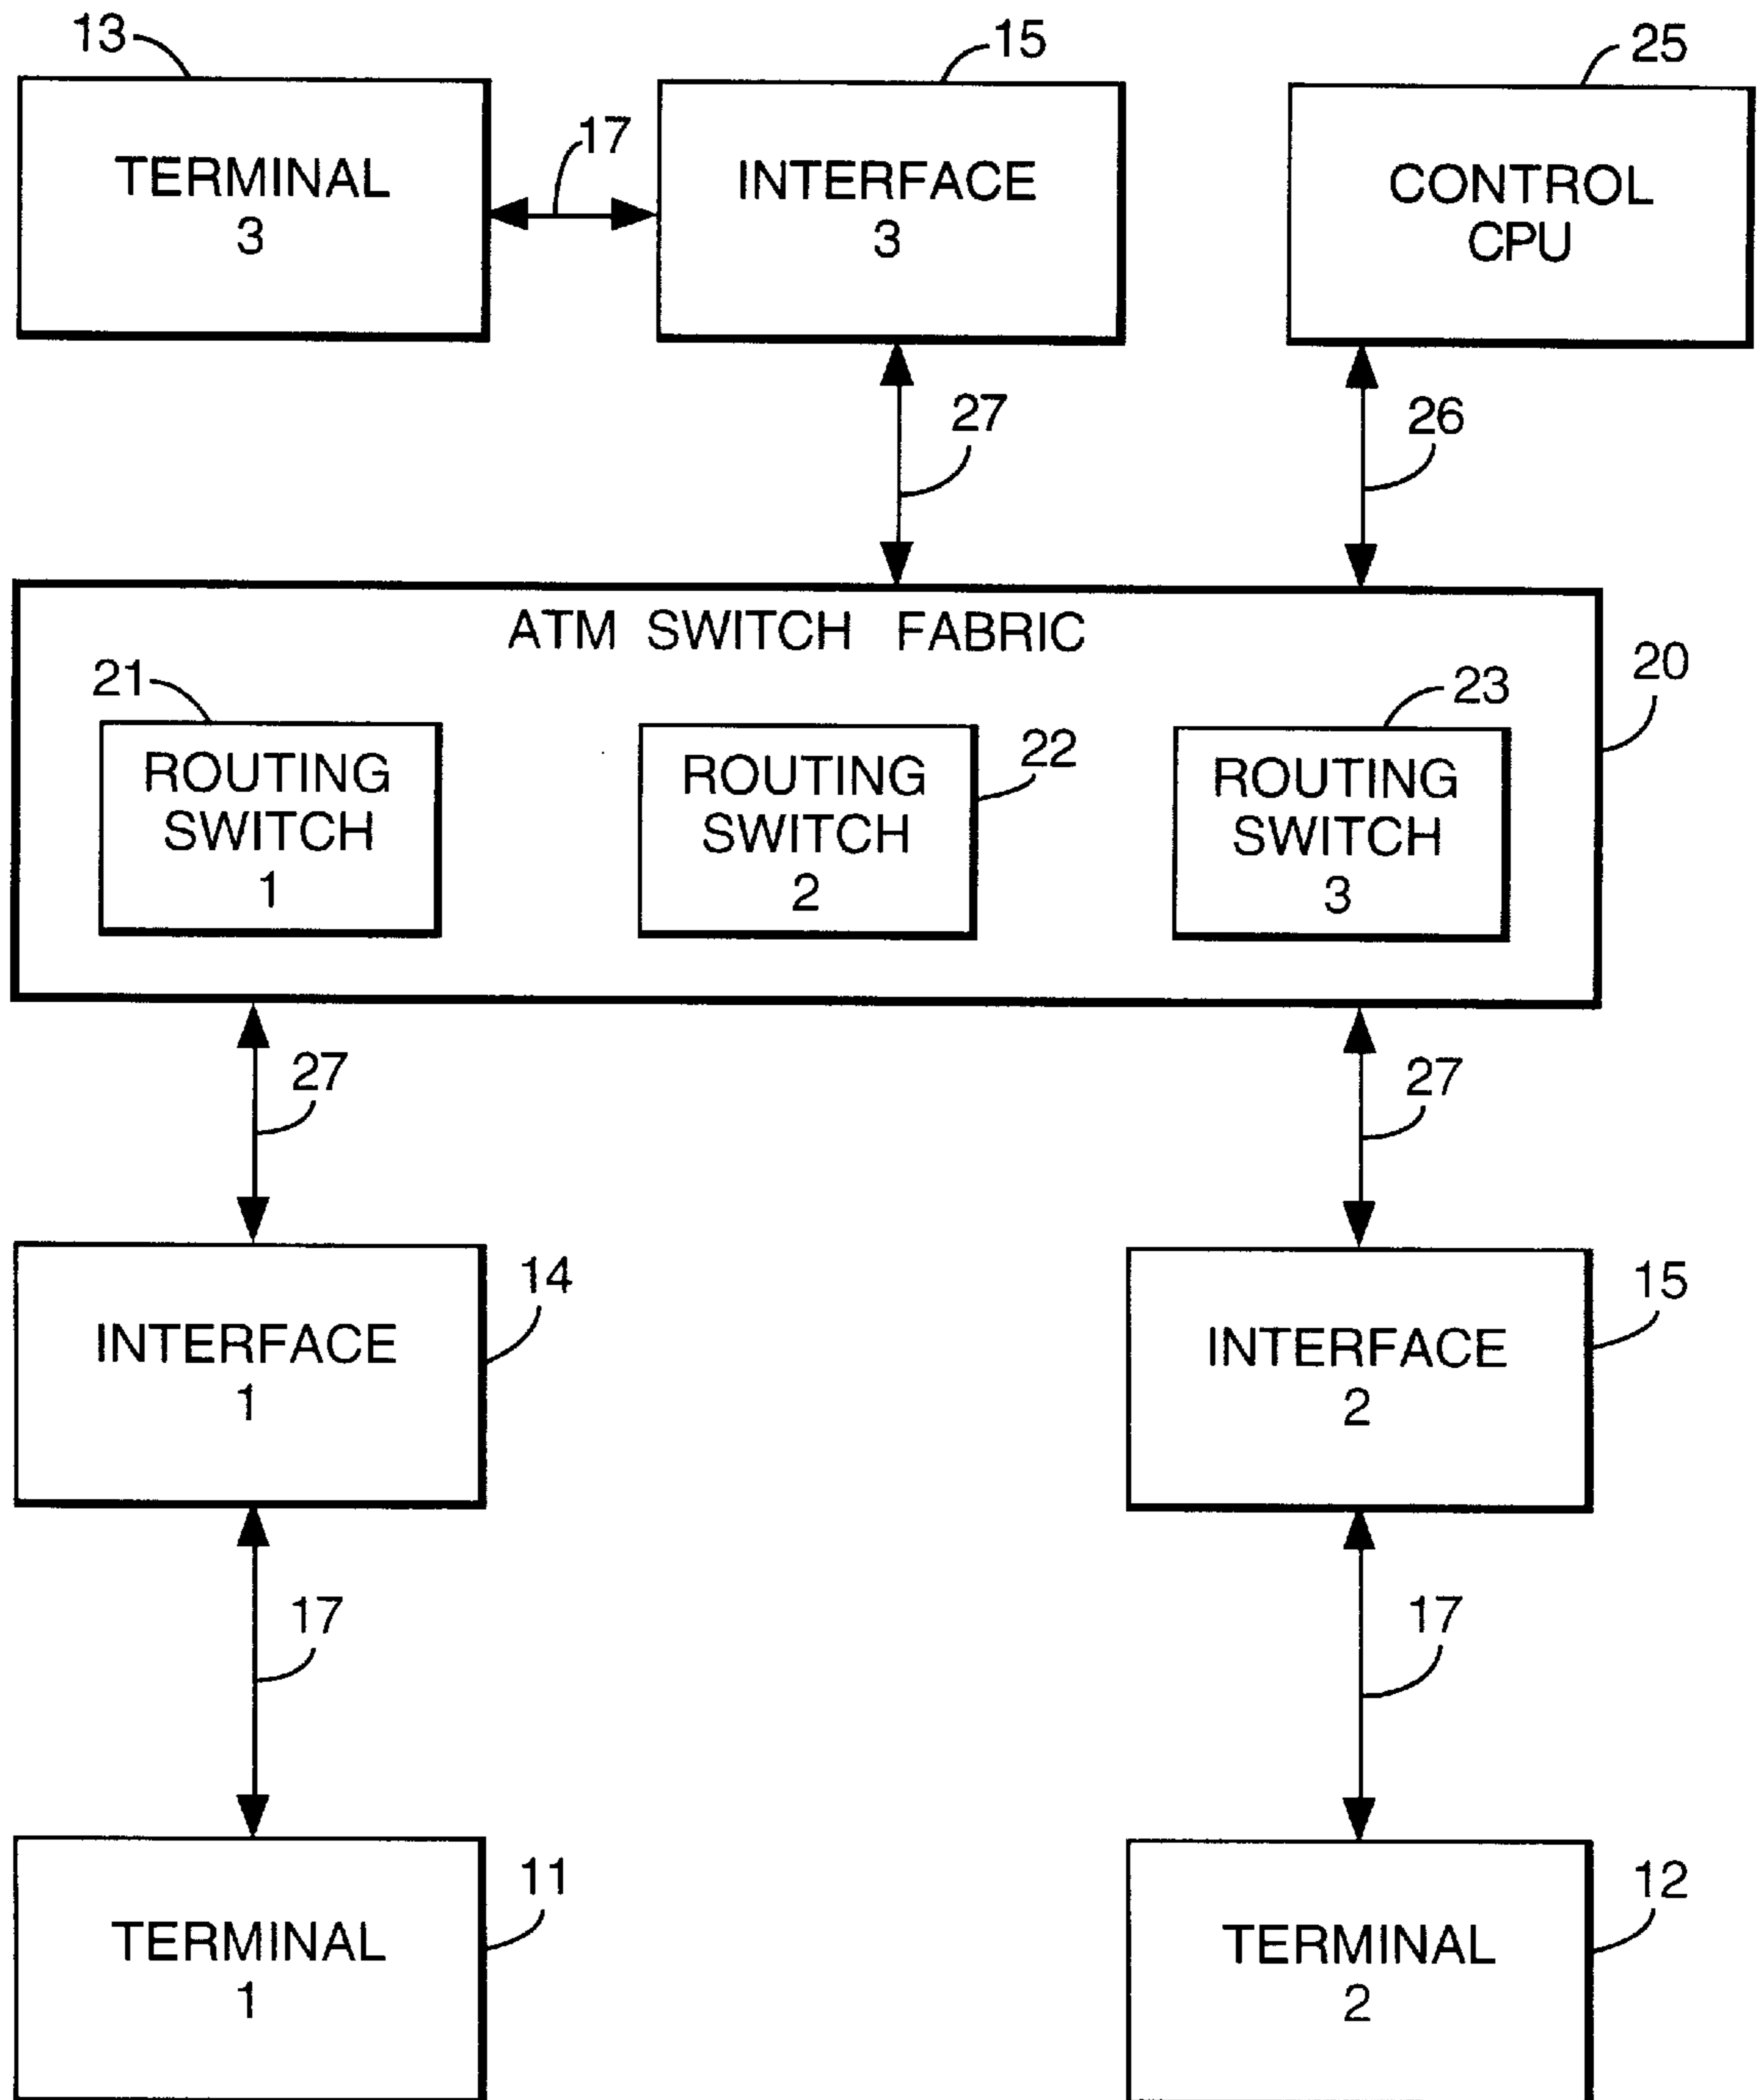 13
15
25
TERMINAL
3
17
INTERFACE
3
CONTROL
CPU
27
26
ATM SWITCH FABRIC
20
21
ROUTING
SWITCH
1
22
ROUTING
SWITCH
2
23
ROUTING
SWITCH
3
27
27
14
INTERFACE
1
15
INTERFACE
2
17
17
11
TERMINAL
1
12
TERMINAL
2